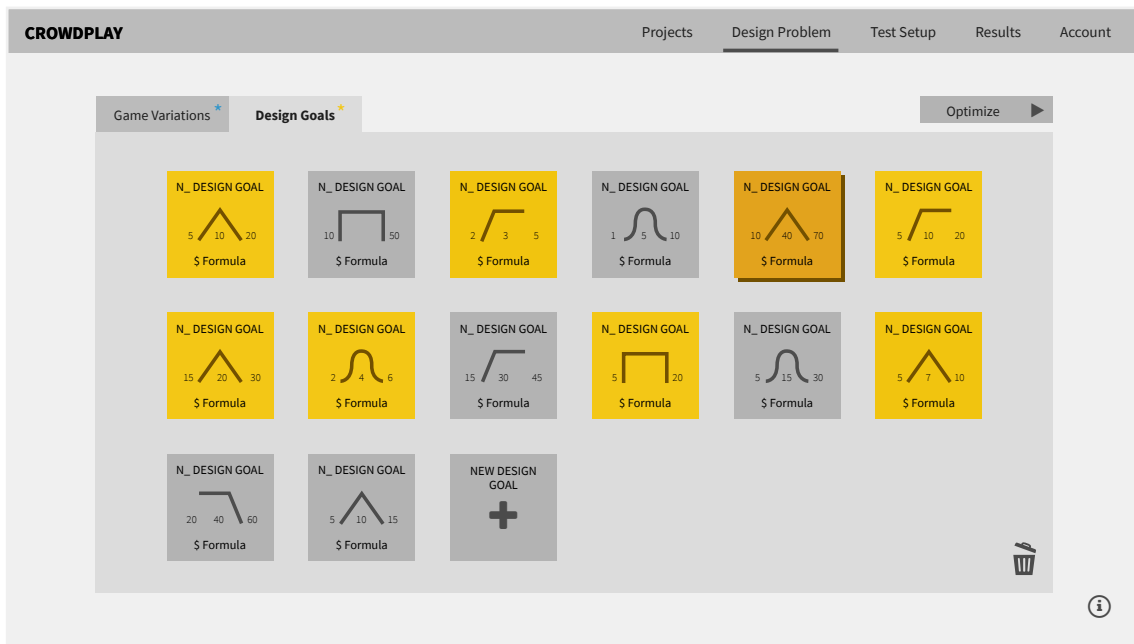 CROWDPLAY
Projects Design Problem Test Setup Results Account
Game Variations * Design Goals * Optimize
N_ DESIGN GOAL N_ DESIGN GOAL N_ DESIGN GOAL N_ DESIGN GOAL N_ DESIGN GOAL N_ DESIGN GOAL
5 10 20 10 50 2 3 5 1 5 10 10 40 70 5 10 20
$ Formula $ Formula $ Formula $ Formula $ Formula $ Formula
N_ DESIGN GOAL N_ DESIGN GOAL N_ DESIGN GOAL N_ DESIGN GOAL N_ DESIGN GOAL N_ DESIGN GOAL
15 20 30 2 4 6 15 30 45 5 20 5 15 30 5 7 10
$ Formula $ Formula $ Formula $ Formula $ Formula $ Formula
N_ DESIGN GOAL N_ DESIGN GOAL NEW DESIGN
GOAL
20 40 60 5 10 15
$ Formula $ Formula